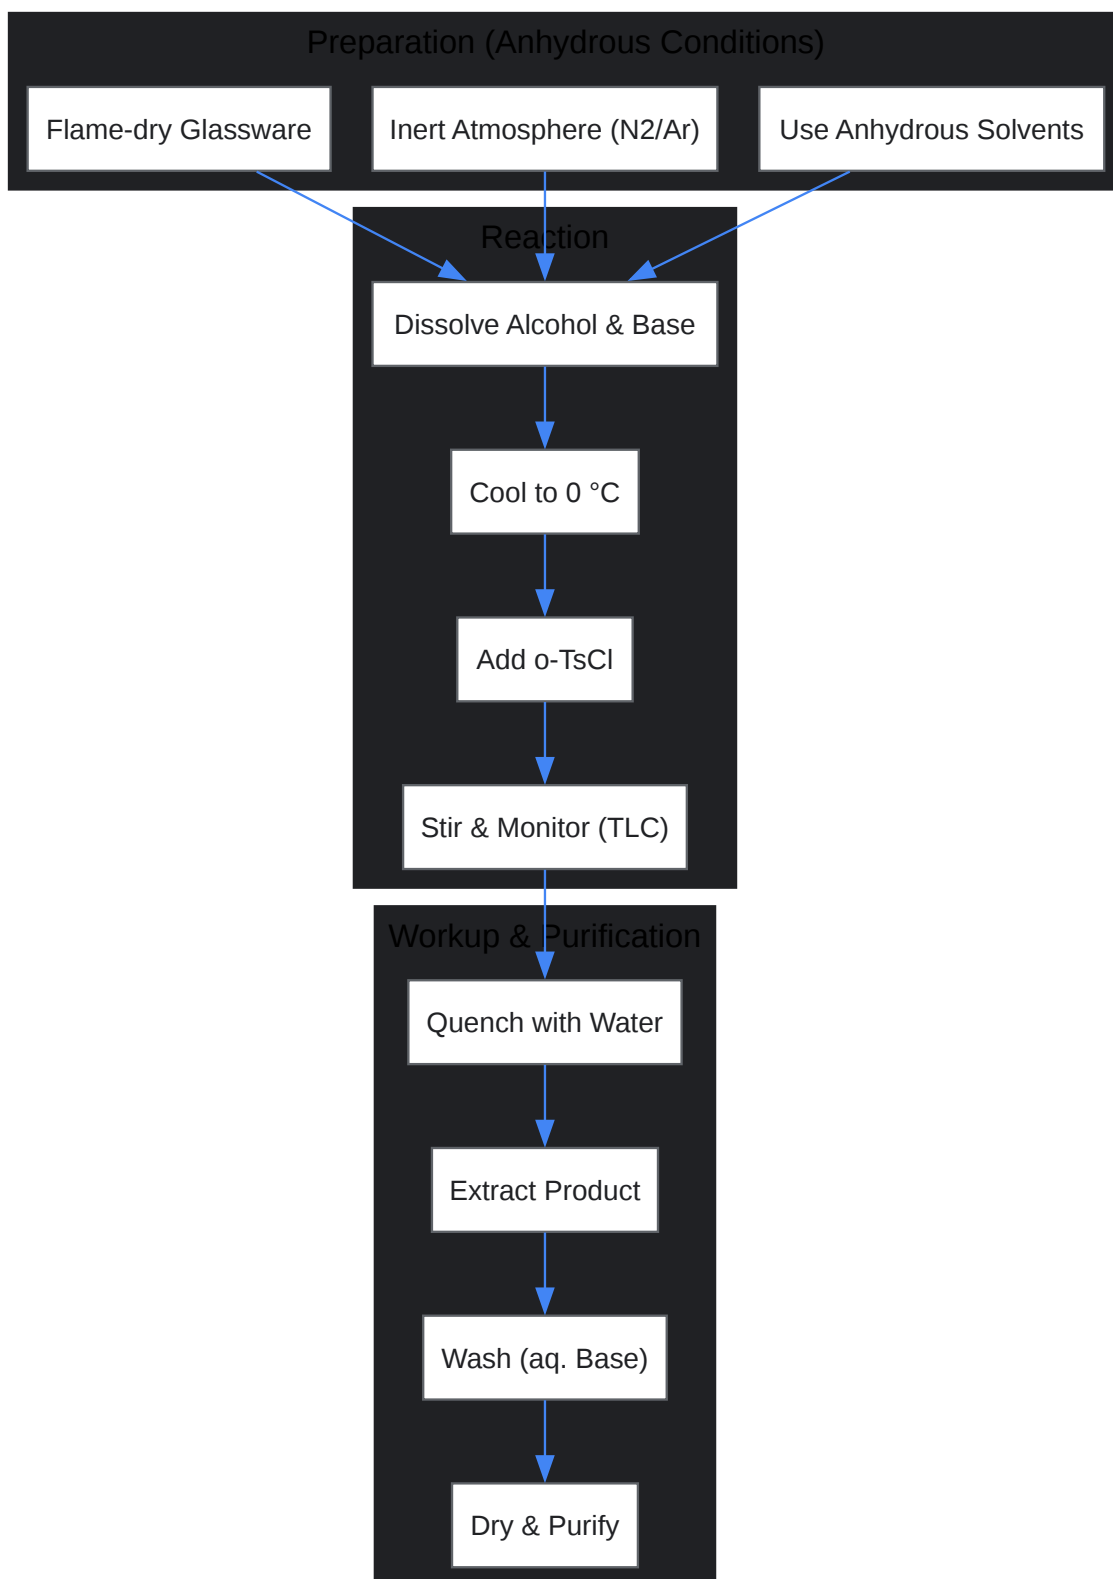 Preparation (Anhydrous Conditions)
Flame-dry Glassware
Inert Atmosphere (N2/Ar)
Use Anhydrous Solvents
Reaction
Dissolve Alcohol & Base
Cool to 0 °C
Add o-TsCl
Stir & Monitor (TLC)
Workup & Purification
Quench with Water
Extract Product
Wash (aq. Base)
Dry & Purify